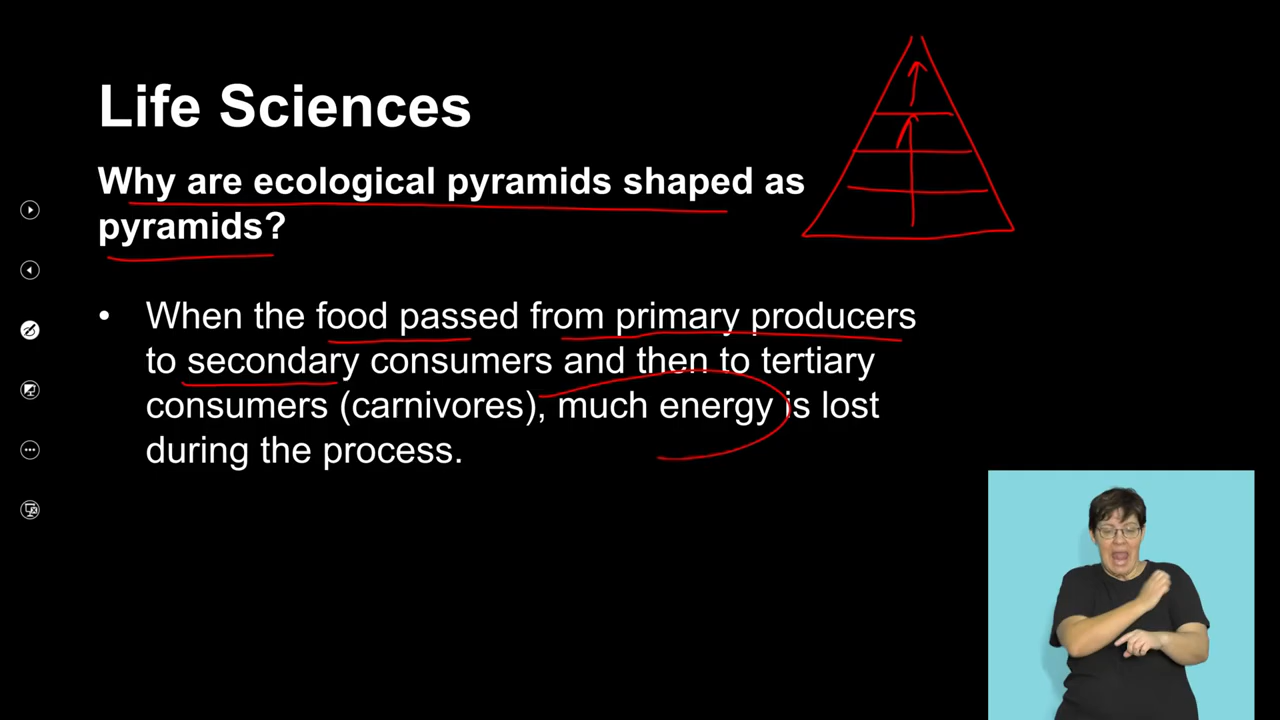 Life Sciences
Why are ecological pyramids shaped as
pyramids?
• When the food passed from primary producers
to secondary consumers and then to tertiary
consumers (carnivores), much energy is lost
during the process.